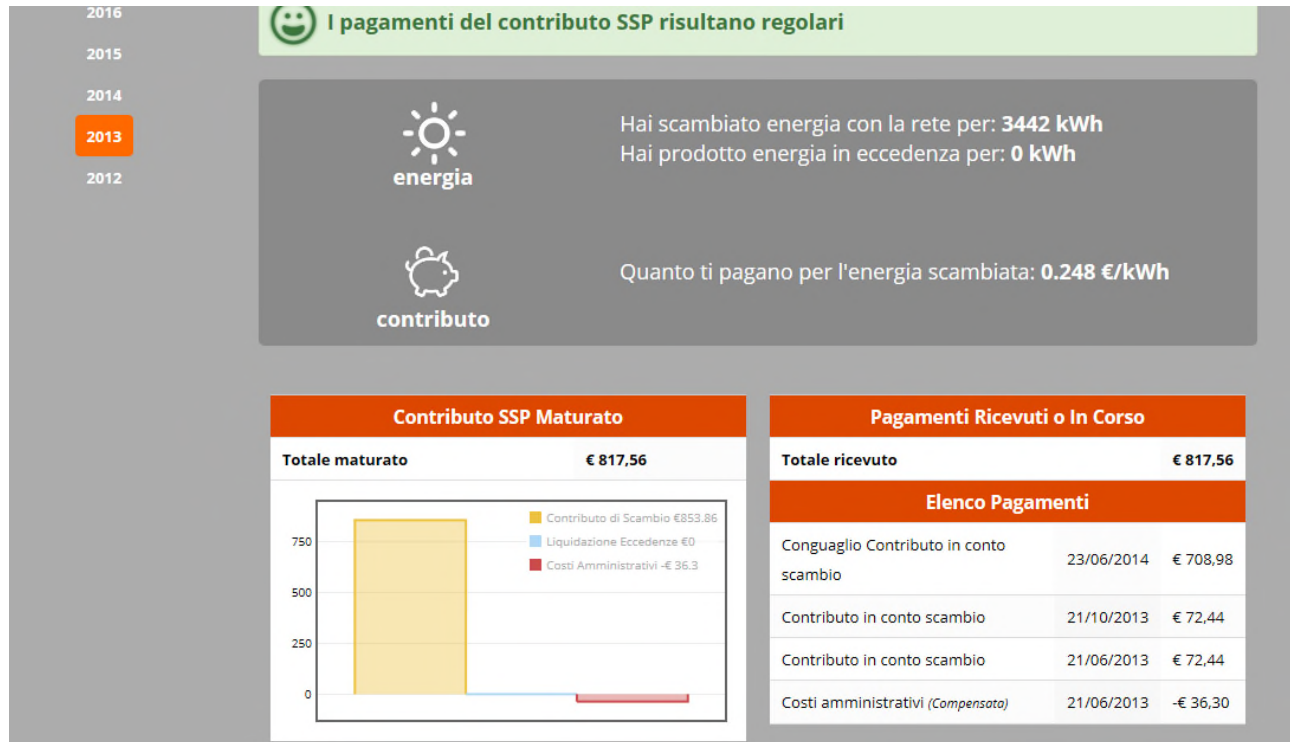 2016
2015
2014
2013
2012
I pagamenti del contributo SSP risultano regolari
energia
Hai scambiato energia con la rete per: 3442 kWh
Hai prodotto energia in eccedenza per: 0 kWh
contributo
Quanto ti pagano per l'energia scambiata: 0.248 €/kWh
Contributo SSP Maturato
Totale maturato € 817,56
Contributo di Scambio €853.86
Liquidazione Eccedenze €0
Costi Amministrativi -€ 36.3
750
500
250
0
Pagamenti Ricevuti o In Corso
Totale ricevuto € 817,56
Elenco Pagamenti
Conguaglio Contributo in conto
scambio 23/06/2014 € 708,98
Contributo in conto scambio 21/10/2013 € 72,44
Contributo in conto scambio 21/06/2013 € 72,44
Costi amministrativi (Compensata) 21/06/2013 -€ 36,30